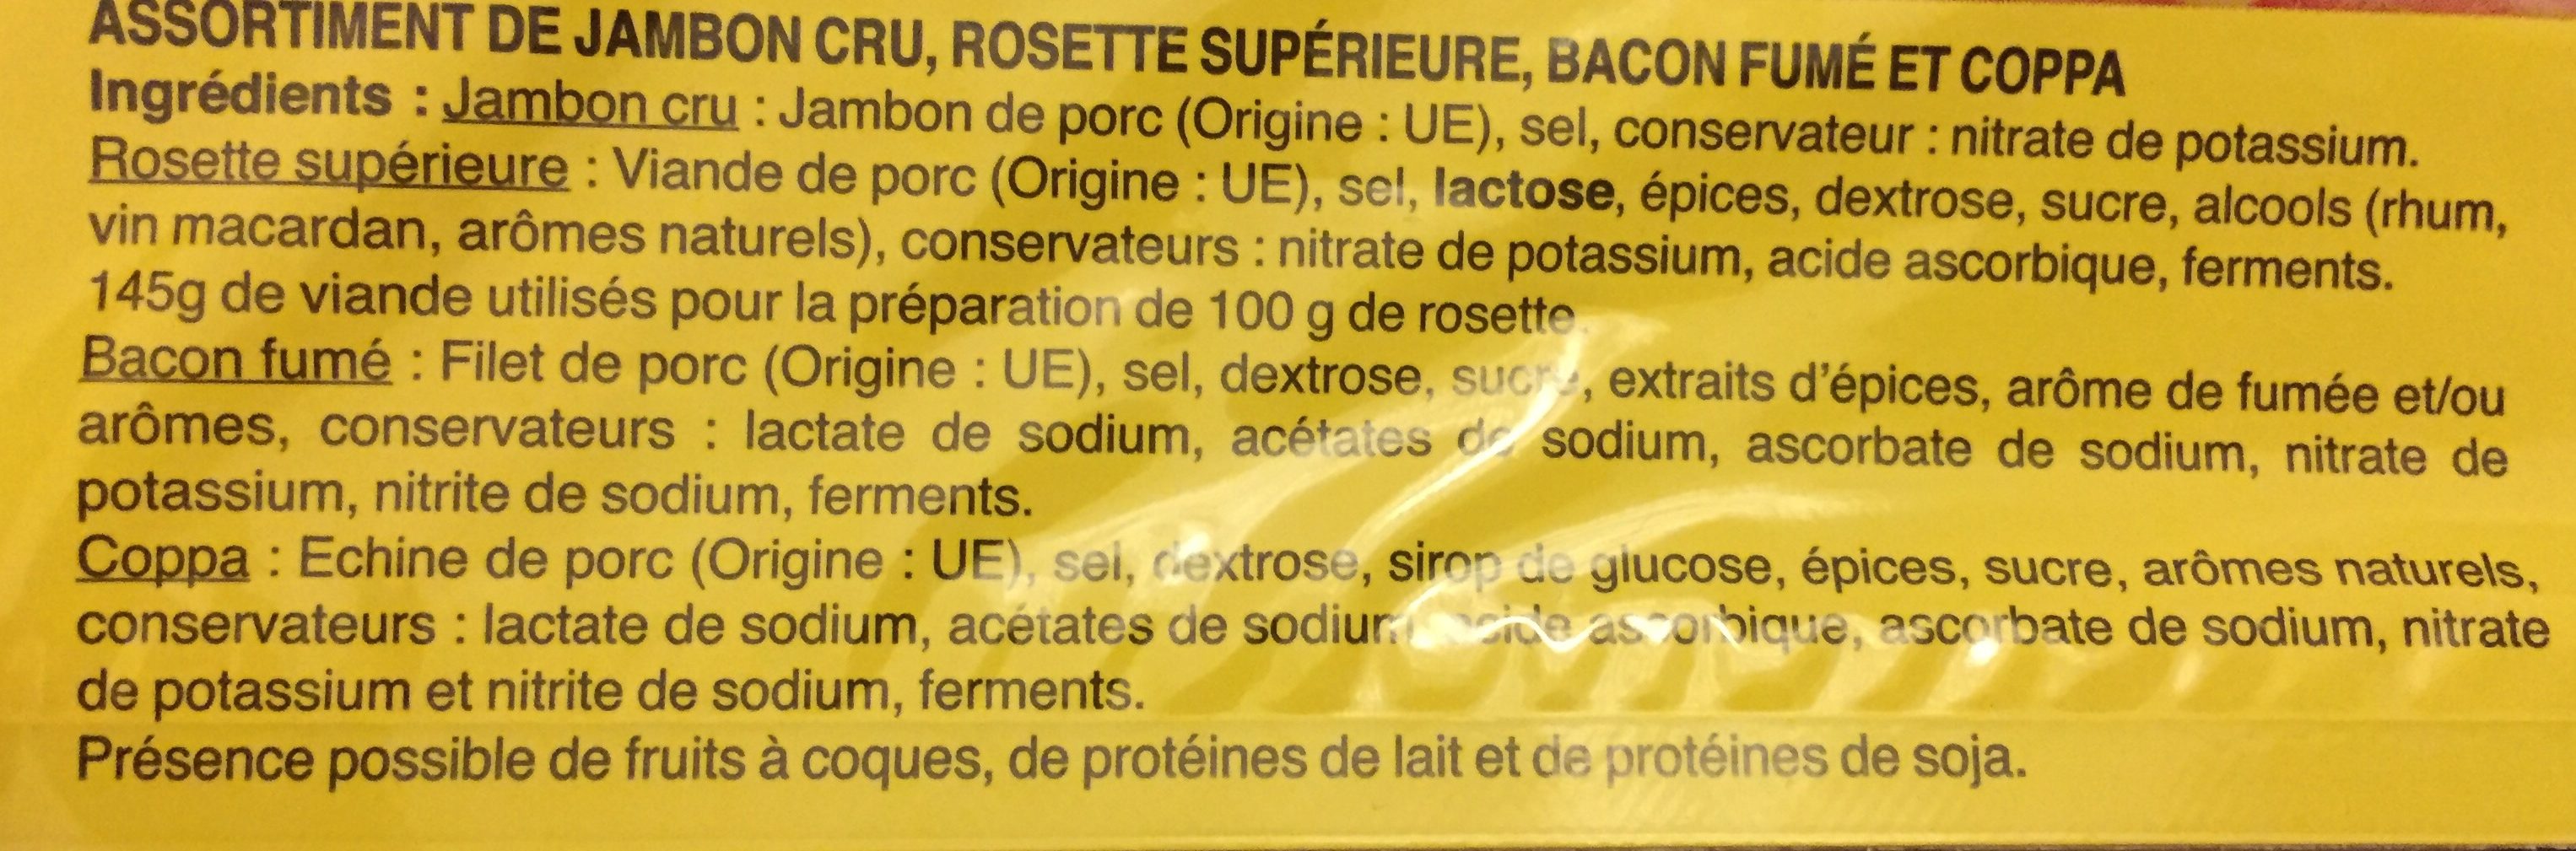 ASSORTIMENT DE JAMBON CRU, ROSETTE SUPÉRIEURE, BACON FUMÉ ET COPPA
Ingrédients : Jambon cru : Jambon de porc (Origine : UE), sel, conservateur : nitrate de potassium.
Rosette supérieure : Viande de porc (Origine : UE), sel, lactose, épices, dextrose, sucre, alcools (rhum,
vin macardan, arômes naturels), conservateurs : nitrate de potassium, acide ascorbique, ferments.
145g de viande utilisés pour la préparation de 100 g de rosette.
Bacon fumé : Filet de porc (Origine : UE), sel, dextrose, sucre, extraits d'épices, arôme de fumée et/ou
arômes, conservateurs : lactate de sodium, acétates de sodium, ascorbate de sodium, nitrate de
potassium, nitrite de sodium, ferments.
Coppa : Echine de porc (Origine : UE), sel, dextrose, sirop de glucose, épices, sucre, arômes naturels,
conservateurs : lactate de sodium, acétates de sodium, acide ascorbique, ascorbate de sodium, nitrate
de potassium et nitrite de sodium, ferments.
Présence possible de fruits à coques, de protéines de lait et de protéines de soja.